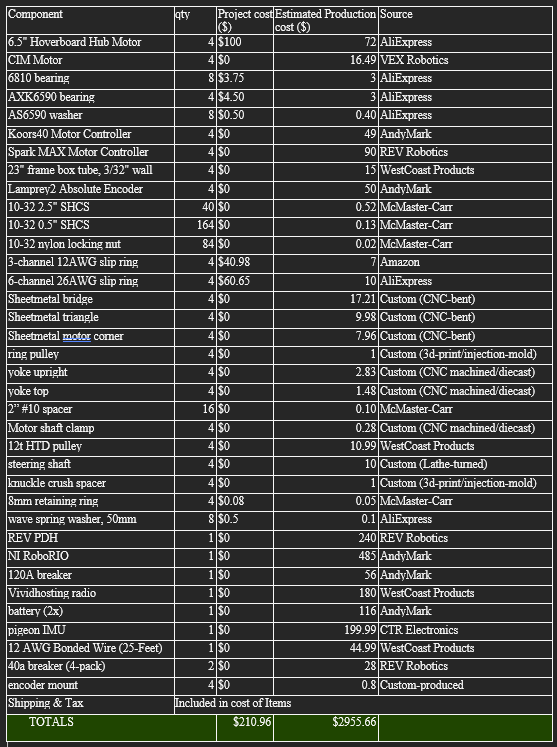 Component qty Project cost ($) Estimated Production cost ($) Source
6.5" Hoverboard Hub Motor 4 $100 72 AliExpress
CIM Motor 4 $0 16.49 VEX Robotics
6810 bearing 8 $3.75 3 AliExpress
AXK6590 bearing 4 $4.50 3 AliExpress
AS6590 washer 8 $0.50 0.40 AliExpress
Koors40 Motor Controller 4 $0 49 AndyMark
Spark MAX Motor Controller 4 $0 90 REV Robotics
23" frame box tube, 3/32" wall 4 $0 15 WestCoast Products
Lamprey2 Absolute Encoder 4 $0 50 AndyMark
10-32 2.5" SHCS 40 $0 0.52 McMaster-Carr
10-32 0.5" SHCS 164 $0 0.13 McMaster-Carr
10-32 nylon locking nut 84 $0 0.02 McMaster-Carr
3-channel 12AWG slip ring 4 $40.98 7 Amazon
6-channel 26AWG slip ring 4 $60.65 10 AliExpress
Sheetmetal bridge 4 $0 17.21 Custom (CNC-bent)
Sheetmetal triangle 4 $0 9.98 Custom (CNC-bent)
Sheetmetal motor corner 4 $0 7.96 Custom (CNC-bent)
ring pulley 4 $0 1 Custom (3d-print/injection-mold)
yoke upright 4 $0 2.83 Custom (CNC machined/diecast)
yoke top 4 $0 1.48 Custom (CNC machined/diecast)
2” #10 spacer 16 $0 0.10 McMaster-Carr
Motor shaft clamp 4 $0 0.28 Custom (CNC machined/diecast)
12t HTD pulley 4 $0 10.99 WestCoast Products
steering shaft 4 $0 10 Custom (Lathe-turned)
knuckle crush spacer 4 $0 1 Custom (3d-print/injection-mold)
8mm retaining ring 4 $0.08 0.05 McMaster-Carr
wave spring washer, 50mm 8 $0.5 0.1 AliExpress
REV PDH 1 $0 240 REV Robotics
NI RoboRIO 1 $0 485 AndyMark
120A breaker 1 $0 56 AndyMark
Vividhosting radio 1 $0 180 WestCoast Products
battery (2x) 1 $0 116 AndyMark
pigeon IMU 1 $0 199.99 CTR Electronics
12 AWG Bonded Wire (25-Feet) 1 $0 44.99 WestCoast Products
40a breaker (4-pack) 2 $0 28 REV Robotics
encoder mount 4 $0 0.8 Custom-produced
Shipping & Tax Included in cost of Items
TOTALS $210.96 $2955.66